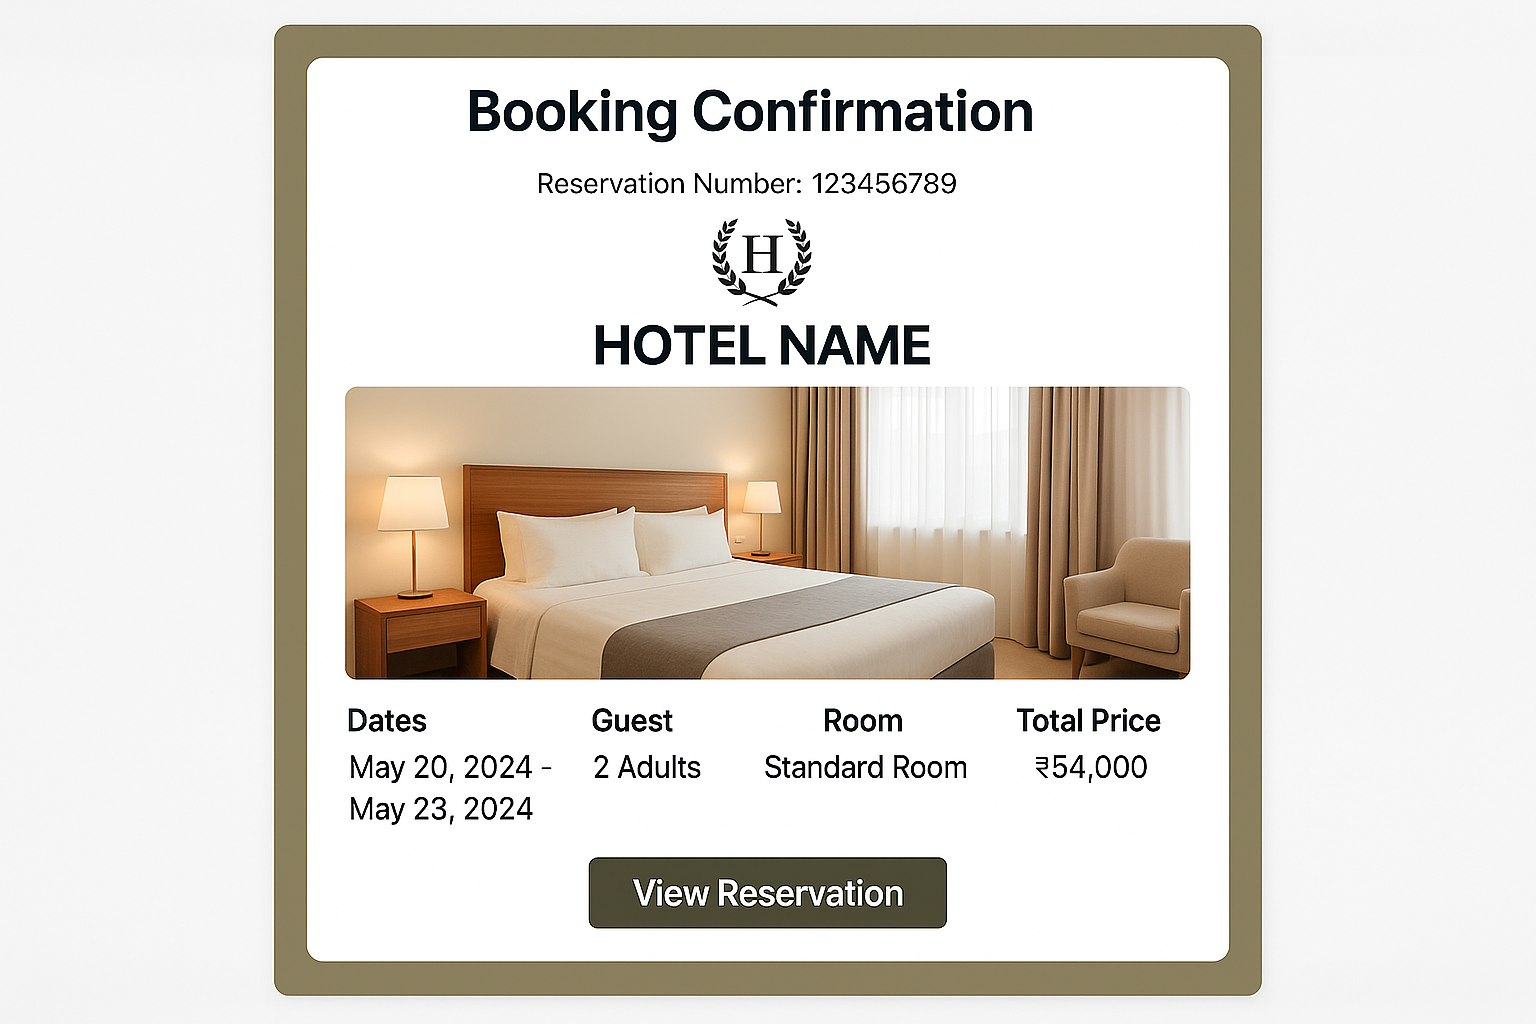 Booking Confirmation
Reservation Number: 123456789
H
HOTEL NAME
Dates
Guest
Room
Total Price
May 20, 2024 -
2 Adults
Standard Room
₹54,000
May 23, 2024
View Reservation